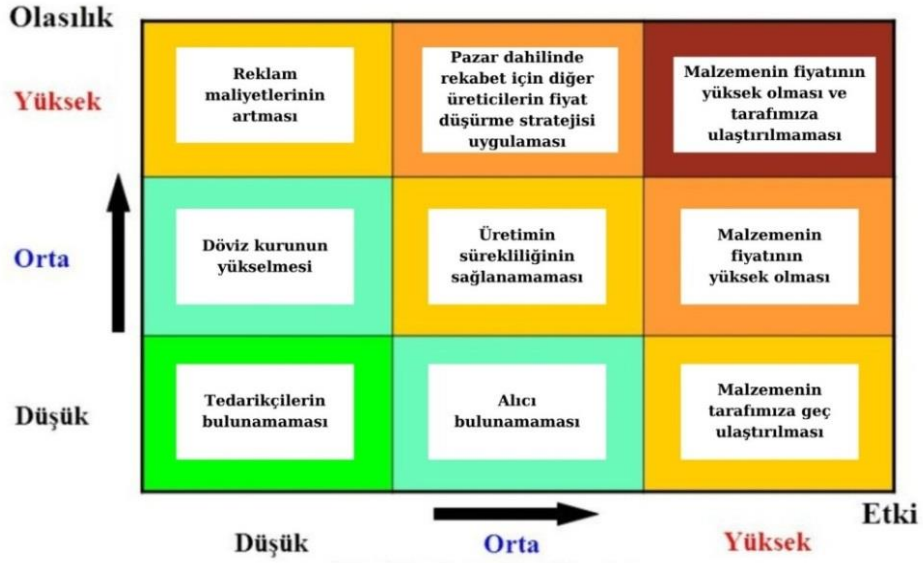 Olasılık
Yüksek
Reklam
maliyetlerinin
artması
Pazar dahilinde
rekabet için diğer
üreticilerin fiyat
düşürme stratejisi
uygulaması
Malzemenin fiyatının
yüksek olması ve
tarafımıza
ulaştırılmaması
Orta
Döviz kurunun
yükselmesi
Üretimin
sürekliliğinin
sağlanamaması
Malzemenin
fiyatının
yüksek olması
Düşük
Tedarikçilerin
bulunamaması
Alıcı
bulunamaması
Malzemenin
tarafımıza geç
ulaştırılması
Etki
Düşük
Orta
Yüksek